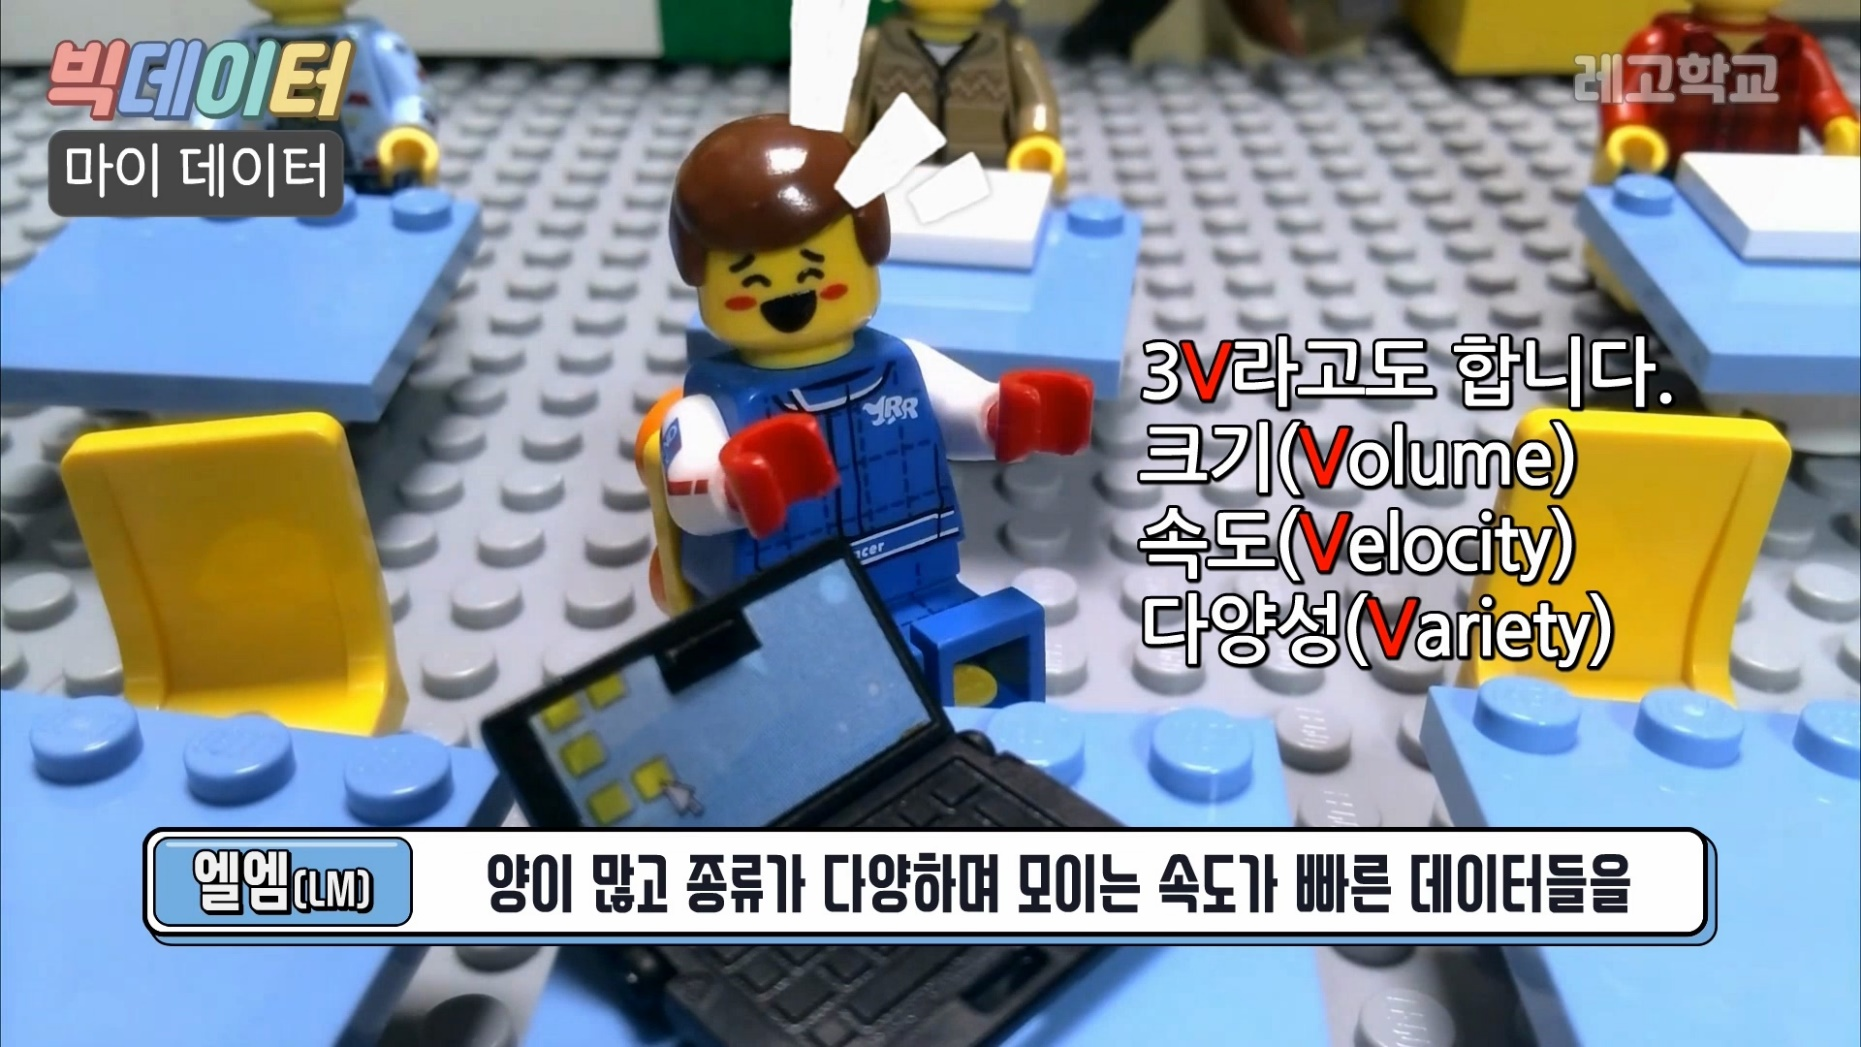 빅데이터
마이 데이터
레고학교
YRR
3V라고도 합니다.
크기(Volume)
속도(Velocity)
다양성(Variety)
엘엠(LM)
양이 많고 종류가 다양하며 모이는 속도가 빠른 데이터들을